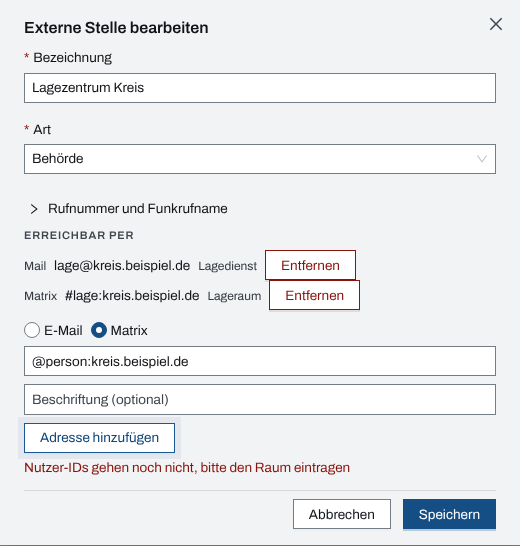 Externe Stelle bearbeiten
* Bezeichnung
Lagezentrum Kreis
* Art
Behörde
Rufnummer und Funkrufname
ERREICHBAR PER
Mail lage@kreis.beispiel.de Lagedienst Entfernen
Matrix #lage:kreis.beispiel.de Lageraum Entfernen
E-Mail Matrix
@person:kreis.beispiel.de
Beschriftung (optional)
Adresse hinzufügen
Nutzer-IDs gehen noch nicht, bitte den Raum eintragen
Abbrechen Speichern